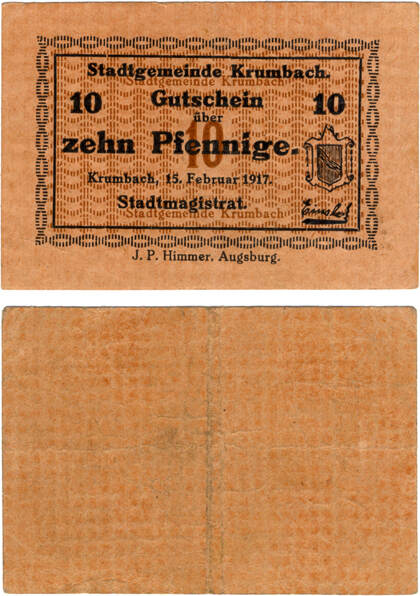 Stadtgemeinde Krumbach.
Stadtgemeinde Krumbach
10 Gutschein 10
über
zehn Pfennige.
10
Krumbach, 15. Februar 1917.
Stadtmagistrat.
Stadtgemeinde Krumbach
J. P. Himmer, Augsburg.